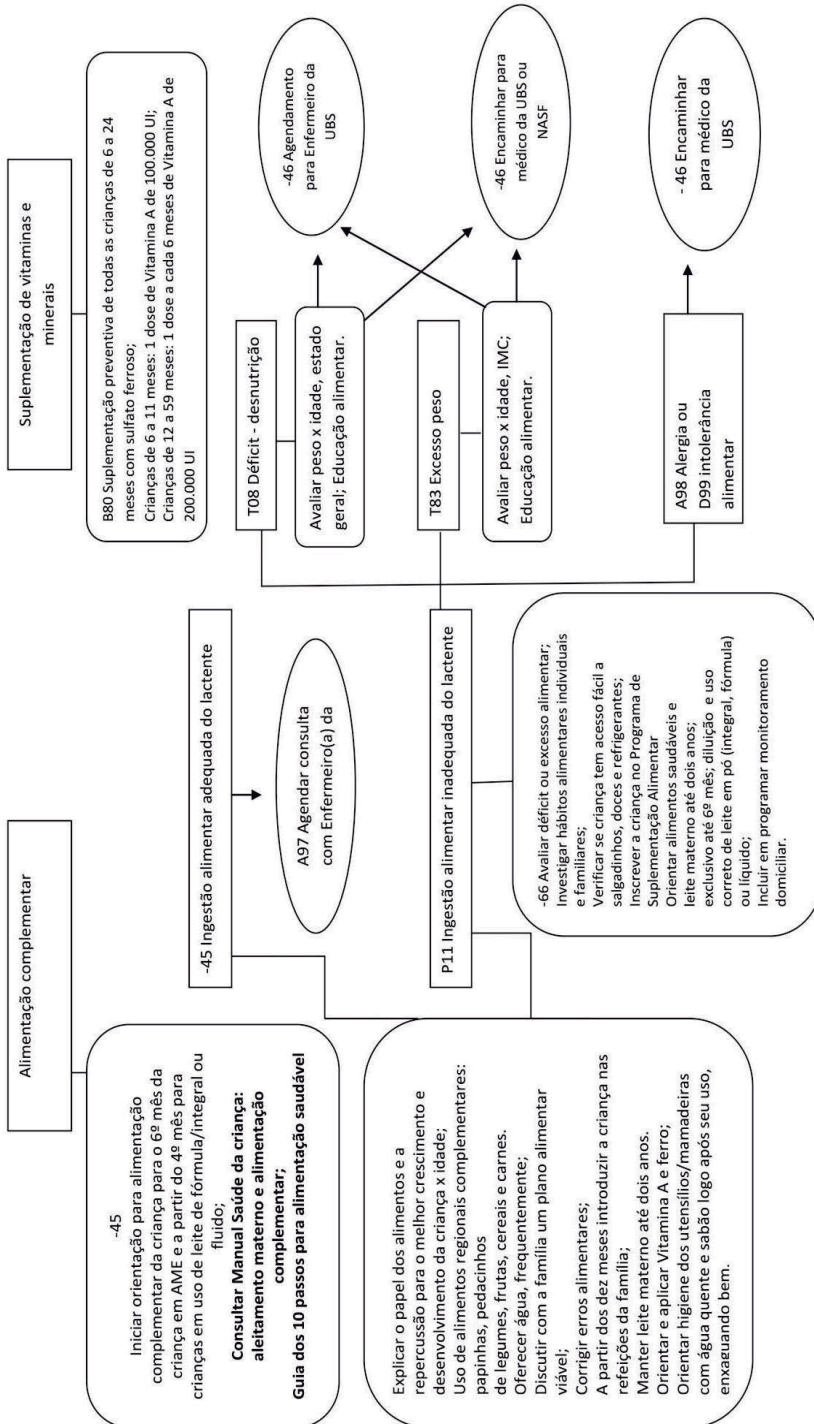 Alimentação complementar
-45
Iniciar orientação para alimentação
complementar da criança para o 6º mês da
criança em AME e a partir do 4º mês para
crianças em uso de leite de fórmula/integral ou
fluido;
Consultar Manual Saúde da criança:
aleitamento materno e alimentação
complementar;
Guia dos 10 passos para alimentação saudável
Explicar o papel dos alimentos e a
repercussão para o melhor crescimento e
desenvolvimento da criança x idade;
Uso de alimentos regionais complementares:
papinhas, pedacinhos
de legumes, frutas, cereais e carnes.
Oferecer água, frequentemente;
Discutir com a família um plano alimentar
viável;
Corrigir erros alimentares;
A partir dos dez meses introduzir a criança nas
refeições da família;
Manter leite materno até dois anos.
Orientar e aplicar Vitamina A e ferro;
Orientar higiene dos utensílios/mamadeiras
com água quente e sabão logo após seu uso,
enxaguando bem.
-45 Ingestão alimentar adequada do lactente
A97 Agendar consulta
com Enfermeiro(a) da
P11 Ingestão alimentar inadequada do lactente
-66 Avaliar déficit ou excesso alimentar;
Investigar hábitos alimentares individuais
e familiares;
Verificar se criança tem acesso fácil a
salgadinhos, doces e refrigerantes;
Inscrever a criança no Programa de
Suplementação Alimentar
Orientar alimentos saudáveis e
leite materno até dois anos;
exclusivo até 6º mês; diluição e uso
correto de leite em pó (integral, fórmula)
ou líquido;
Incluir em programar monitoramento
domiciliar.
Suplementação de vitaminas e
minerais
B80 Suplementação preventiva de todas as crianças de 6 a 24
meses com sulfato ferroso;
Crianças de 6 a 11 meses: 1 dose de Vitamina A de 100.000 UI;
Crianças de 12 a 59 meses: 1 dose a cada 6 meses de Vitamina A de
200.000 UI
T08 Déficit - desnutrição
Avaliar peso x idade, estado
geral; Educação alimentar.
T83 Excesso peso
Avaliar peso x idade, IMC;
Educação alimentar.
A98 Alergia ou
D99 intolerância
alimentar
-46 Agendamento
para Enfermeiro da
UBS
-46 Encaminhar para
médico da UBS ou
NASF
- 46 Encaminhar
para médico da
UBS